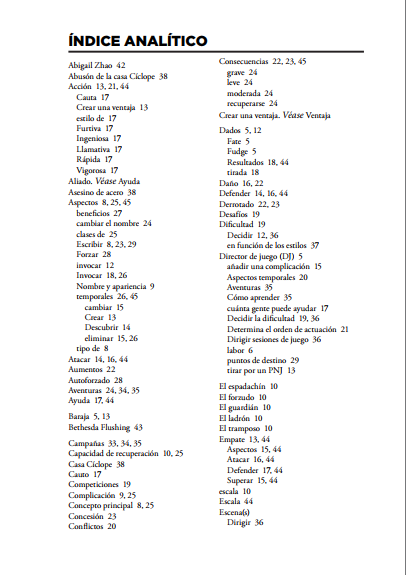 ÍNDICE ANALÍTICO
Abigail Zhao 42
Abusón de la casa Cíclope 38
Acción 13, 21, 44
Cauta 17
Crear una ventaja 13
estilo de 17
Furtiva 17
Ingeniosa 17
Llamativa 17
Rápida 17
Vigorosa 17
Aliado. Véase Ayuda
Asesino de acero 38
Aspectos 8, 25, 45
beneficios 27
cambiar el nombre 24
clases de 25
Escribir 8, 23, 29
Forzar 28
invocar 12
Invocar 18, 26
Nombre y apariencia 9
temporales 26, 45
cambiar 15
Crear 13
Descubrir 14
eliminar 15, 26
tipo de 8
Atacar 14, 16, 44
Aumentos 22
Autoforzado 28
Aventuras 24, 34, 35
Ayuda 17, 44
Baraja 5, 13
Bethesda Flushing 43
Campañas 33, 34, 35
Capacidad de recuperación 10, 25
Casa Cíclope 38
Cauto 17
Competiciones 19
Complicación 9, 25
Concepto principal 8, 25
Concesión 23
Conflictos 20
Consecuencias 22, 23, 45
grave 24
leve 24
moderada 24
recuperarse 24
Crear una ventaja. Véase Ventaja
Dados 5, 12
Fate 5
Fudge 5
Resultados 18, 44
tirada 18
Daño 16, 22
Defender 14, 16, 44
Derrotado 22, 23
Desafíos 19
Dificultad 19
Decidir 12, 36
en función de los estilos 37
Director de juego (DJ) 5
añadir una complicación 15
Aspectos temporales 20
Aventuras 35
Cómo aprender 35
cuánta gente puede ayudar 17
Decidir la dificultad 19, 36
Determina el orden de actuación 21
Dirigir sesiones de juego 36
labor 6
puntos de destino 29
tirar por un PNJ 13
El espadachín 10
El forzudo 10
El guardián 10
El ladrón 10
El tramposo 10
Empate 13, 44
Aspectos 15, 44
Atacar 16, 44
Defender 17, 44
Superar 15, 44
escala 10
Escala 44
Escena(s)
Dirigir 36